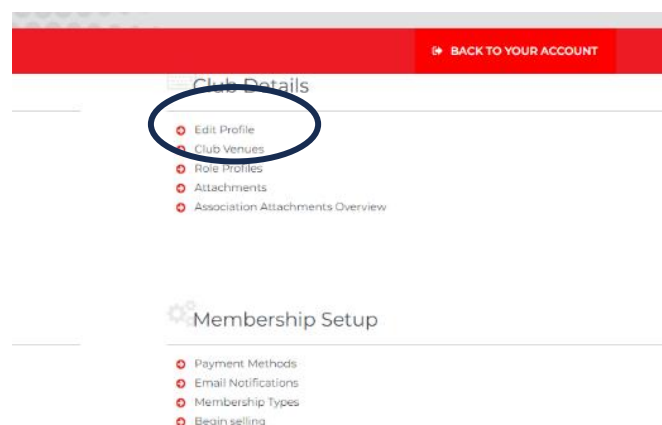 BACK TO YOUR ACCOUNT
Club Details
Edit Profile
Club Venues
Role Profiles
Attachments
Association Attachments Overview
Membership Setup
Payment Methods
Email Notifications
Membership Types
Begin selling